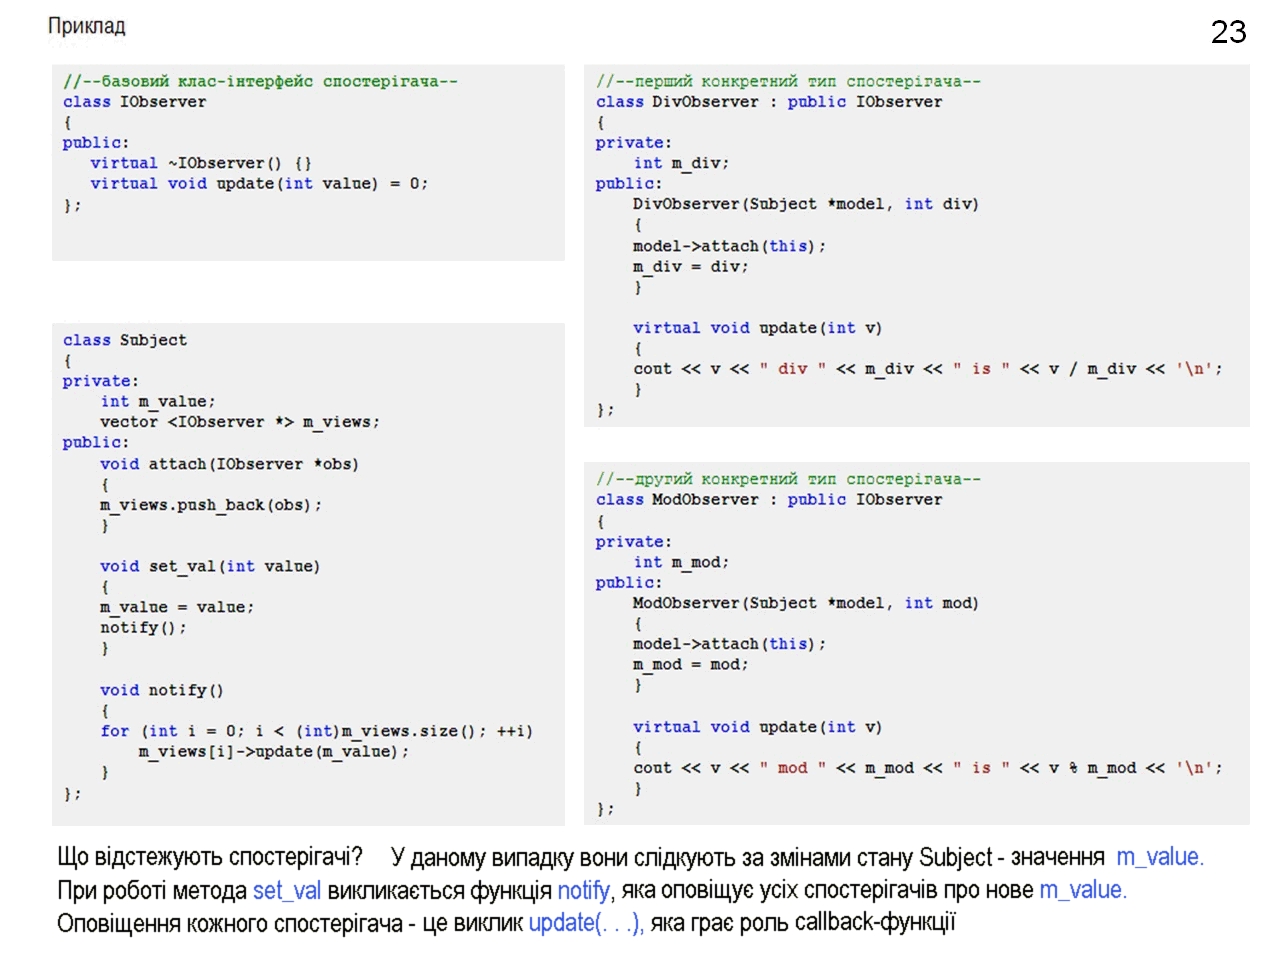 Приклад
23
//--базовий клас-інтерфейс спостерігача--
class IObserver
{
public:
virtual ~IObserver() {}
virtual void update(int value) = 0;
};
class Subject
{
private:
int m_value;
vector <IObserver *> m_views;
public:
void attach(IObserver *obs)
{
m_views.push_back(obs);
}
void set_val(int value)
{
m_value = value;
notify();
}
void notify()
{
for (int i = 0; i < (int)m_views.size(); ++i)
m_views[i]->update(m_value);
}
};
//--перший конкретний тип спостерігача--
class DivObserver : public IObserver
{
private:
int m_div;
public:
DivObserver(Subject *model, int div)
{
model->attach(this);
m_div = div;
}
virtual void update(int v)
{
cout << v << " div " << m_div << " is " << v / m_div << '\n';
}
};
//--другий конкретний тип спостерігача--
class ModObserver : public IObserver
{
private:
int m_mod;
public:
ModObserver(Subject *model, int mod)
{
model->attach(this);
m_mod = mod;
}
virtual void update(int v)
{
cout << v << " mod " << m_mod << " is " << v % m_mod << '\n';
}
};
Що відстежують спостерігачі? У даному випадку вони слідкують за змінами стану Subject - значення m_value.
При роботі метода set_val викликається функція notify, яка оповіщує усіх спостерігачів про нове m_value.
Оповіщення кожного спостерігача - це виклик update(. . .), яка грає роль callback-функції